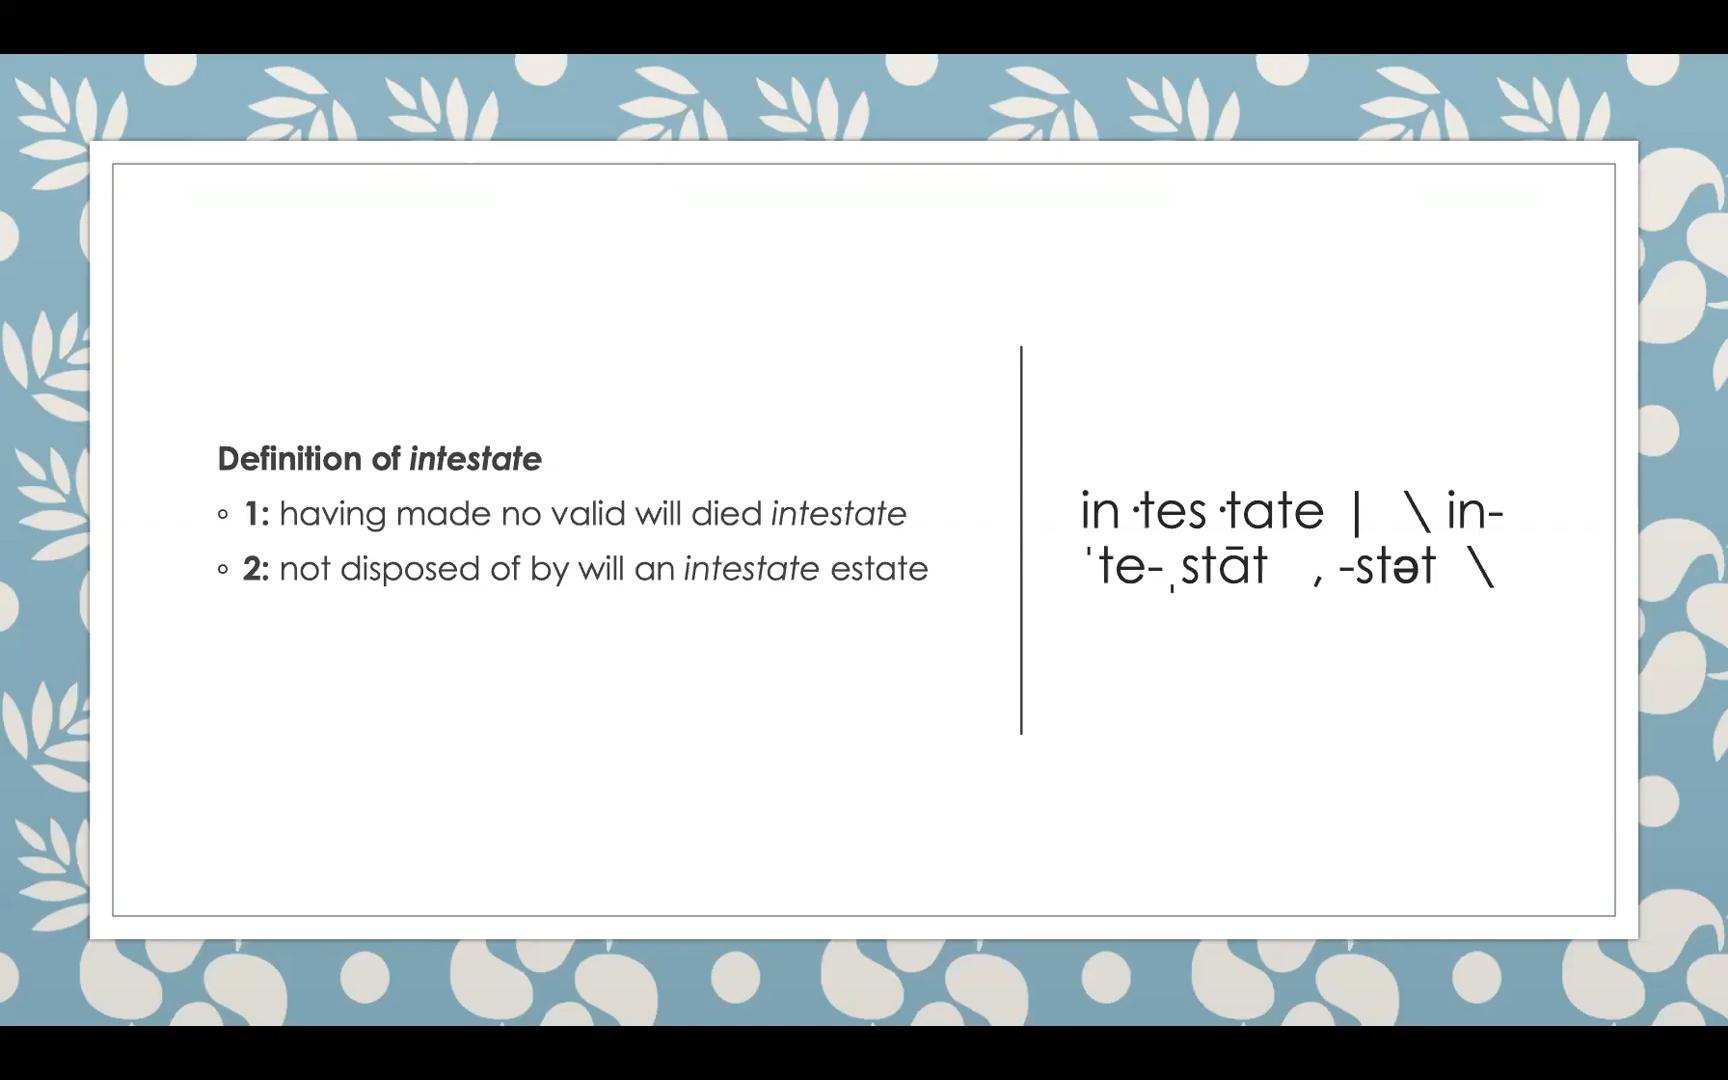 Definition of intestate
◦ 1: having made no valid will died intestate
◦ 2: not disposed of by will an intestate estate
in ·tes ·tate | \ in-
ˈte-ˌstāt , -stət \